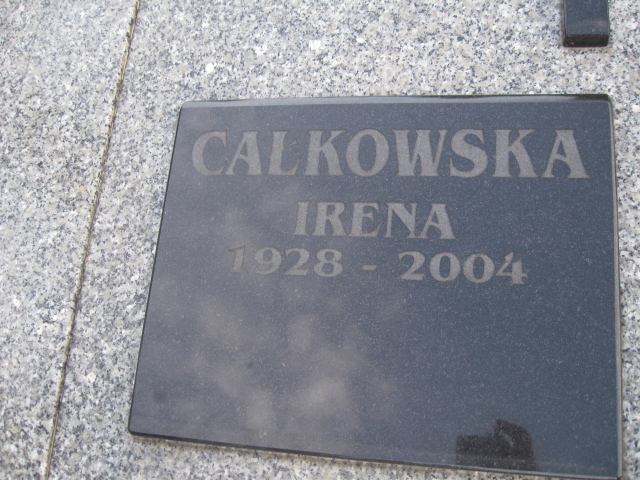 CAŁKOWSKA
IRENA
1928 - 2004